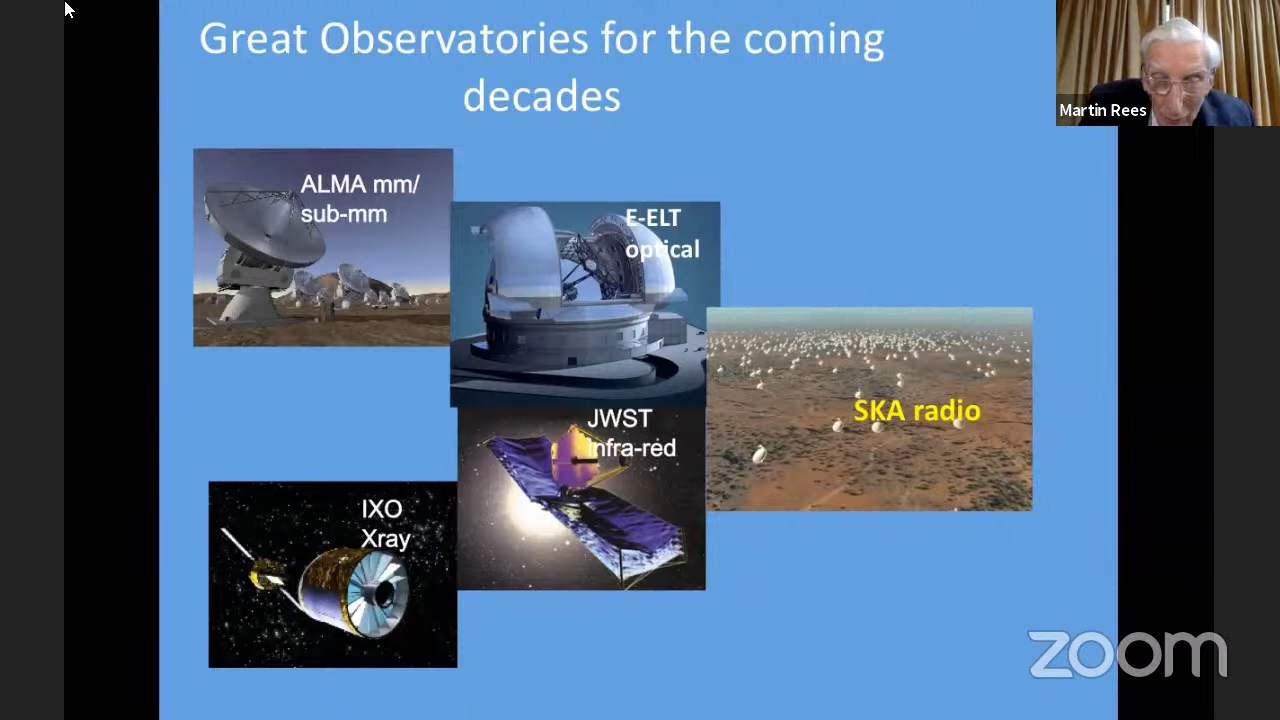 Great Observatories for the coming
decades
Martin Rees
ALMA mm/
sub-mm
E-ELT
optical
SKA radio
JWST
infra-red
IXO
Xray
zoom